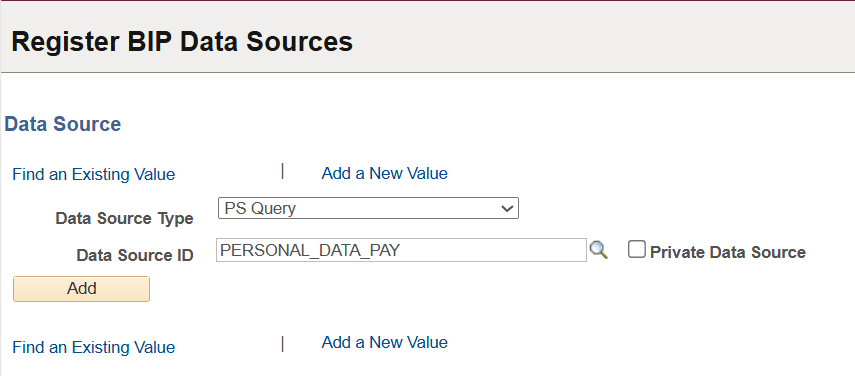 Register BIP Data Sources
Data Source
Find an Existing Value | Add a New Value
Data Source Type PS Query
Data Source ID PERSONAL_DATA_PAY Private Data Source
Add
Find an Existing Value | Add a New Value